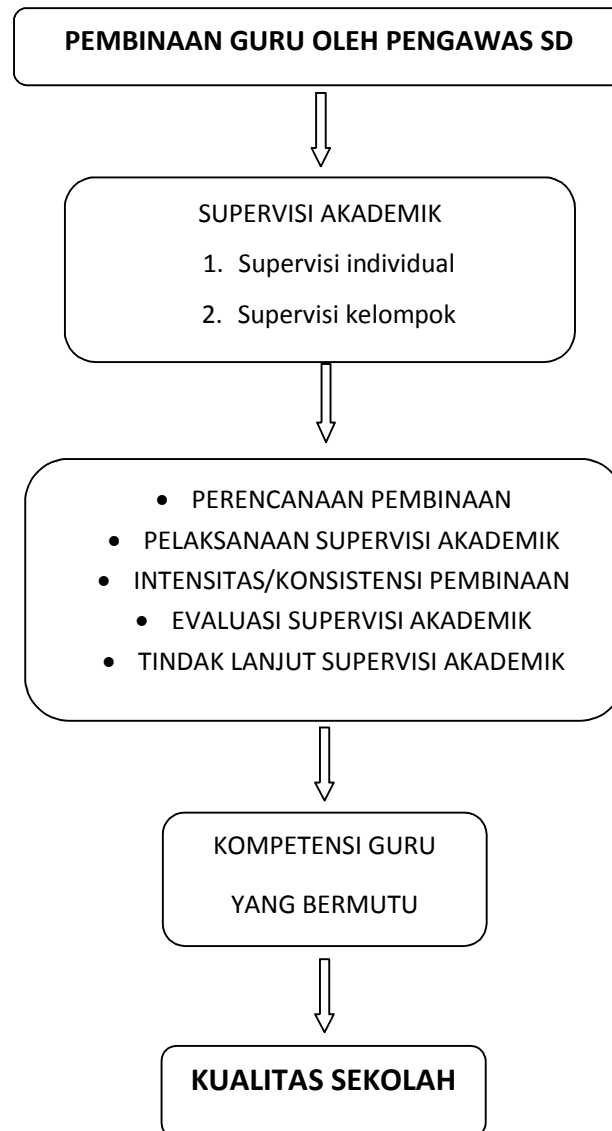 PEMBINAAN GURU OLEH PENGAWAS SD
SUPERVISI AKADEMIK
1. Supervisi individual
2. Supervisi kelompok
• PERENCANAAN PEMBINAAN
• PELAKSANAAN SUPERVISI AKADEMIK
• INTENSITAS/KONSISTENSI PEMBINAAN
• EVALUASI SUPERVISI AKADEMIK
• TINDAK LANJUT SUPERVISI AKADEMIK
KOMPETENSI GURU
YANG BERMUTU
KUALITAS SEKOLAH